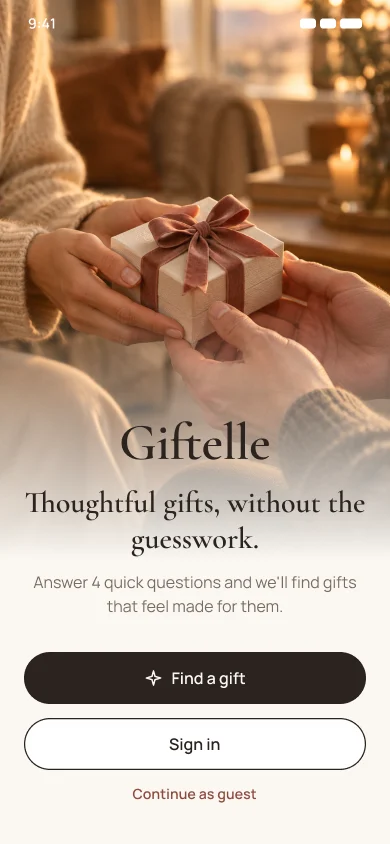 9:41
Giftelle
Thoughtful gifts, without the
guesswork.
Answer 4 quick questions and we'll find gifts
that feel made for them.
Find a gift
Sign in
Continue as guest